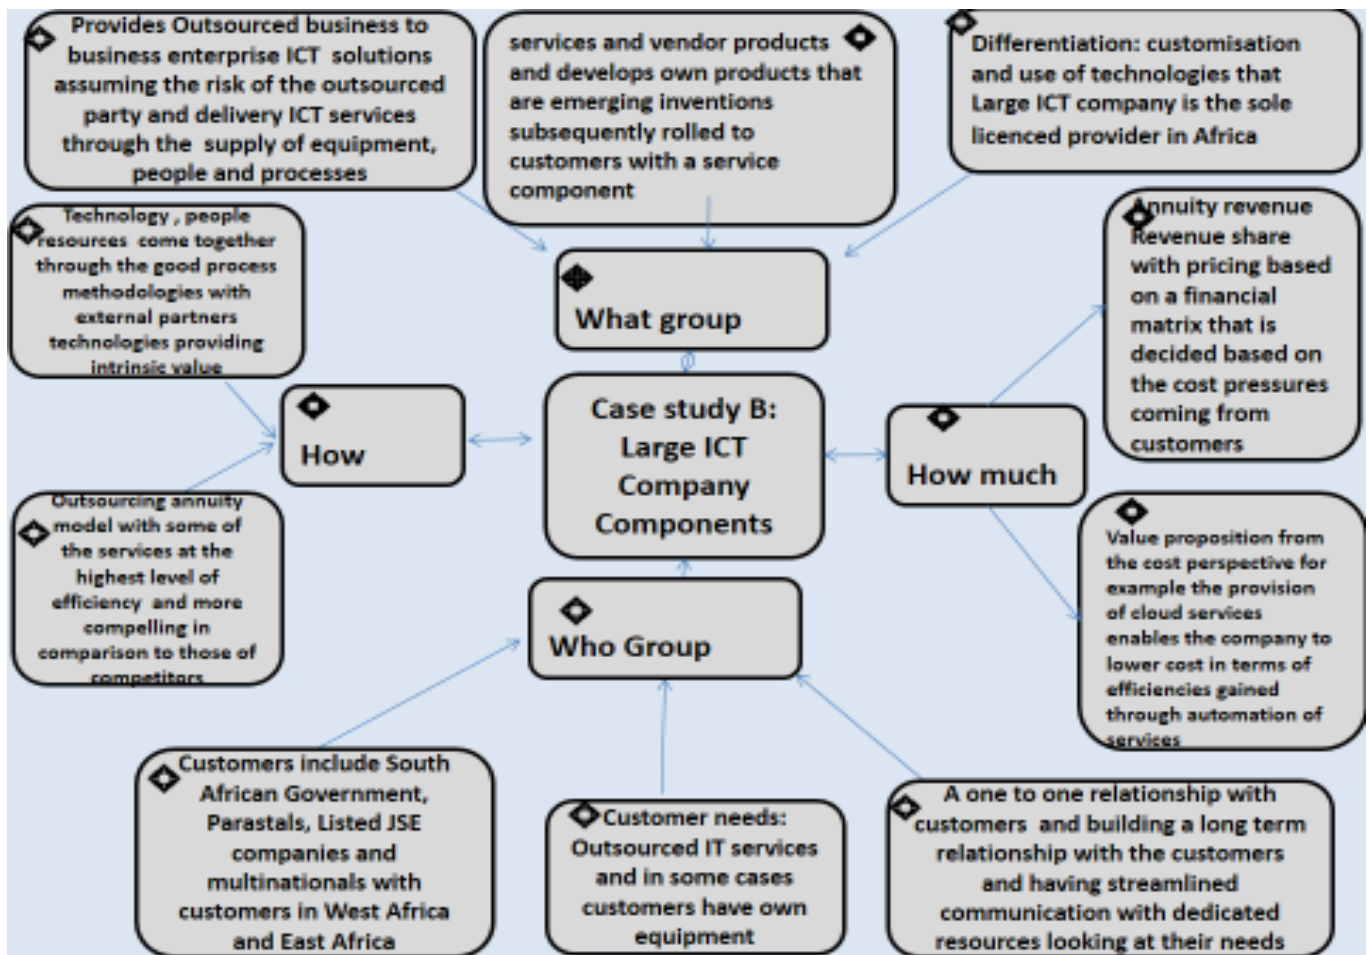 Provides Outsourced business to
business enterprise ICT solutions
assuming the risk of the outsourced
party and delivery ICT services
through the supply of equipment,
people and processes
services and vendor products
and develops own products that
are emerging inventions
subsequently rolled to
customers with a service
component
Differentiation: customisation
and use of technologies that
Large ICT company is the sole
licenced provider in Africa
Technology , people
resources come together
through the good process
methodologies with
external partners
technologies providing
intrinsic value
What group
Annuity revenue
Revenue share
with pricing based
on a financial
matrix that is
decided based on
the cost pressures
coming from
customers
How
Case study B:
Large ICT
Company
Components
How much
Outsourcing annuity
model with some of
the services at the
highest level of
efficiency and more
compelling in
comparison to those of
competitors
Value proposition from
the cost perspective for
example the provision
of cloud services
enables the company to
lower cost in terms of
efficiencies gained
through automation of
services
Who Group
Customers include South
African Government,
Parastals, Listed JSE
companies and
multinationals with
customers in West Africa
and East Africa
Customer needs:
Outsourced IT services
and in some cases
customers have own
equipment
A one to one relationship with
customers and building a long term
relationship with the customers
and having streamlined
communication with dedicated
resources looking at their needs